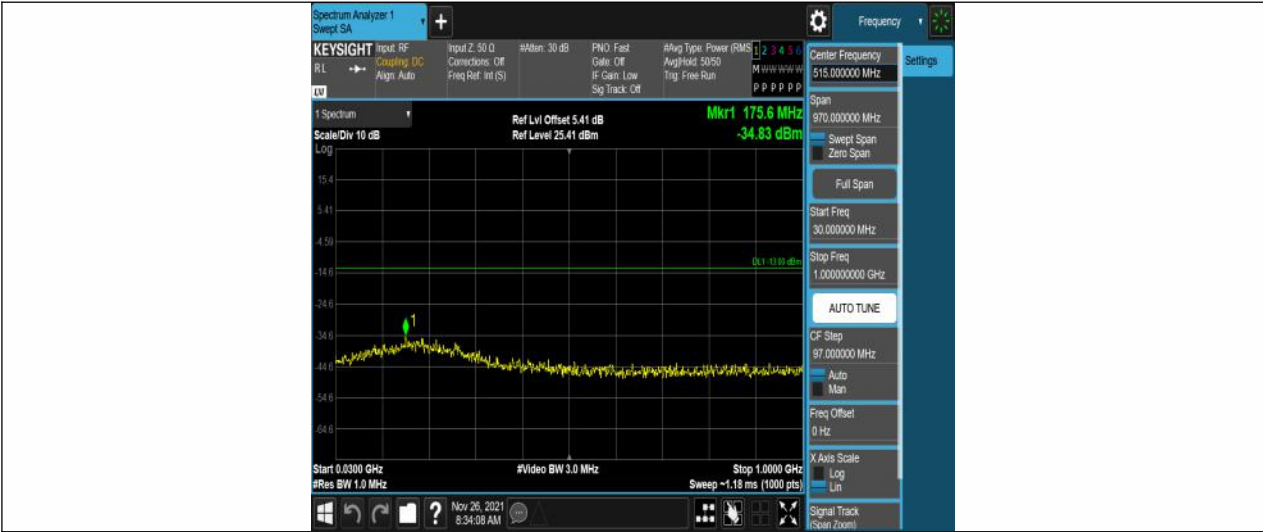 Spectrum Analyzer 1
Swept SA
Frequency
KEYSIGHT
RL
Input: RF
Coupling: DC
Align: Auto
Input Z: 50 Ω
Corrections: Off
Freq Ref: Int (S)
#Atten: 30 dB
PNO: Fast
Gate: Off
IF Gain: Low
Sig Track: Off
#Avg Type: Power (RMS
Avg|Hold: 50/50
Trig: Free Run
1 2 3 4 5 6
M W W W W W
P P P P P P
1 Spectrum
Scale/Div 10 dB
Log
Ref Lvl Offset 5.41 dB
Ref Level 25.41 dBm
Mkr1 175.6 MHz
-34.83 dBm
15.4
5.41
-4.59
-14.6
-24.6
-34.6
-44.6
-54.6
-64.6
DL1 -13.00 dBm
1
Start 0.0300 GHz
#Res BW 1.0 MHz
#Video BW 3.0 MHz
Stop 1.0000 GHz
Sweep ~1.18 ms (1000 pts)
Nov 26, 2021
8:34:08 AM
Center Frequency
515.000000 MHz
Settings
Span
970.000000 MHz
Swept Span
Zero Span
Full Span
Start Freq
30.000000 MHz
Stop Freq
1.000000000 GHz
AUTO TUNE
CF Step
97.000000 MHz
Auto
Man
Freq Offset
0 Hz
X Axis Scale
Log
Lin
Signal Track
(Span Zoom)